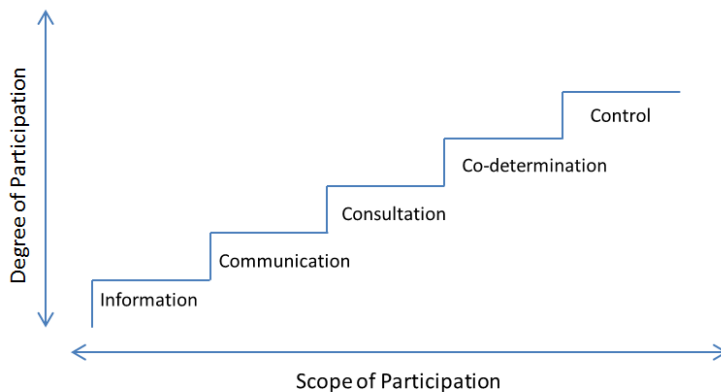 Degree of Participation
Control
Co-determination
Consultation
Communication
Information
Scope of Participation